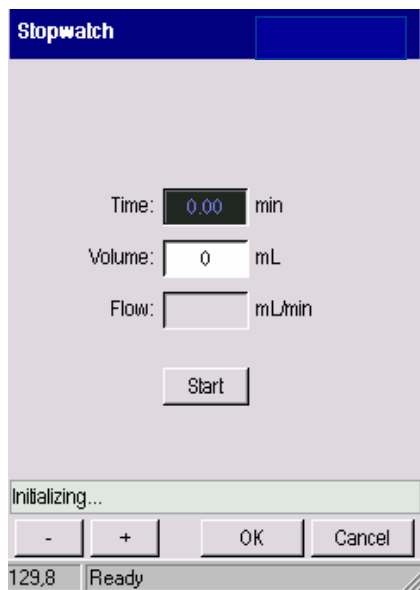 Stopwatch
Time: 0.00 min
Volume: 0 mL
Flow: mL/min
Start
Initializing...
- + OK Cancel
129,8 Ready